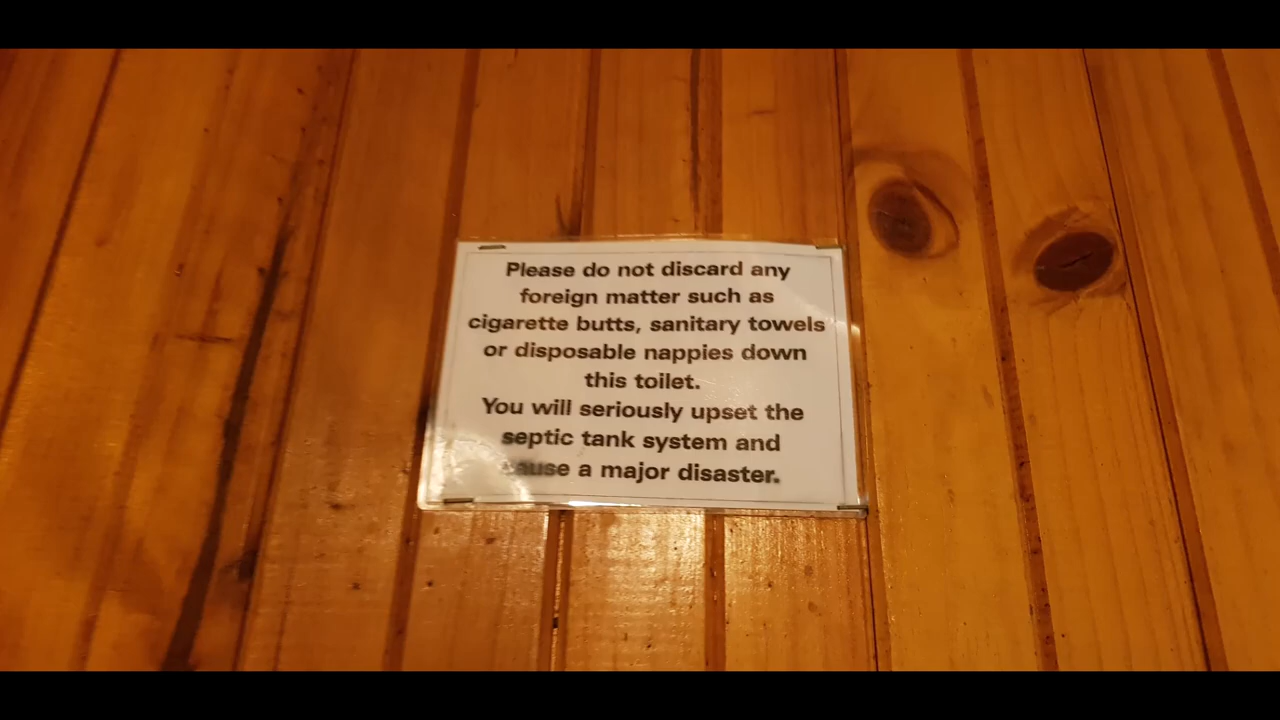 Please do not discard any
foreign matter such as
cigarette butts, sanitary towels
or disposable nappies down
this toilet.
You will seriously upset the
septic tank system and
cause a major disaster.